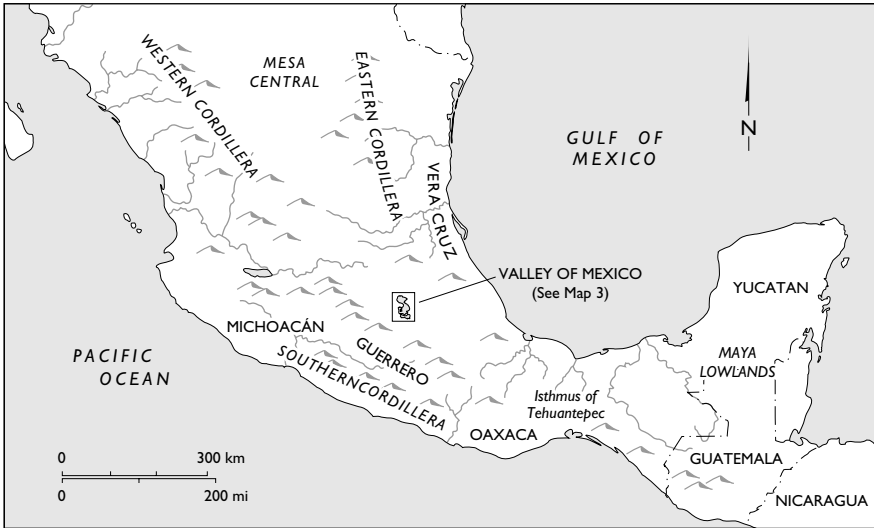 WESTERN CORDILLERA
MESA
CENTRAL
EASTERN CORDILLERA
VERA CRUZ
GULF OF
MEXICO
N
VALLEY OF MEXICO
(See Map 3)
YUCATAN
MICHOACÁN
GUERRERO
SOUTHERNCORDILLERA
PACIFIC
OCEAN
MAYA
LOWLANDS
Isthmus of
Tehuantepec
OAXACA
GUATEMALA
NICARAGUA
0 300 km
0 200 mi